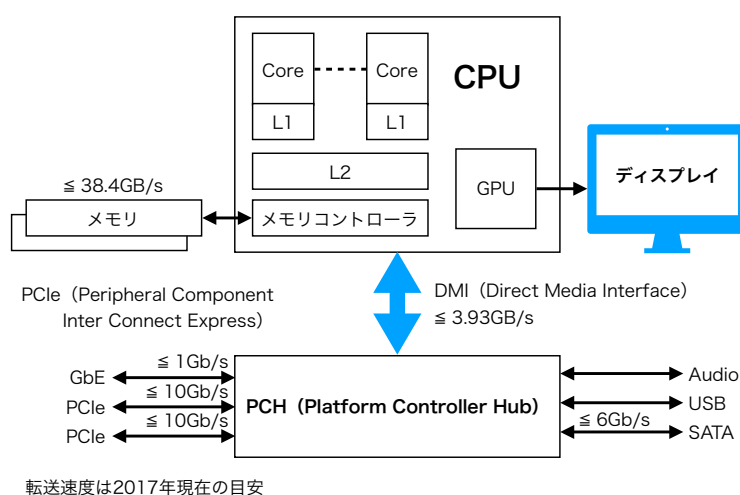 CPU
Core
Core
L1
L1
L2
GPU
ディスプレイ
≦ 38.4GB/s
メモリ
メモリコントローラ
PCIe（Peripheral Component
Inter Connect Express）
DMI（Direct Media Interface）
≦ 3.93GB/s
GbE
≦ 1Gb/s
PCIe
≦ 10Gb/s
PCIe
≦ 10Gb/s
PCH（Platform Controller Hub）
Audio
USB
≦ 6Gb/s
SATA
転送速度は2017年現在の目安